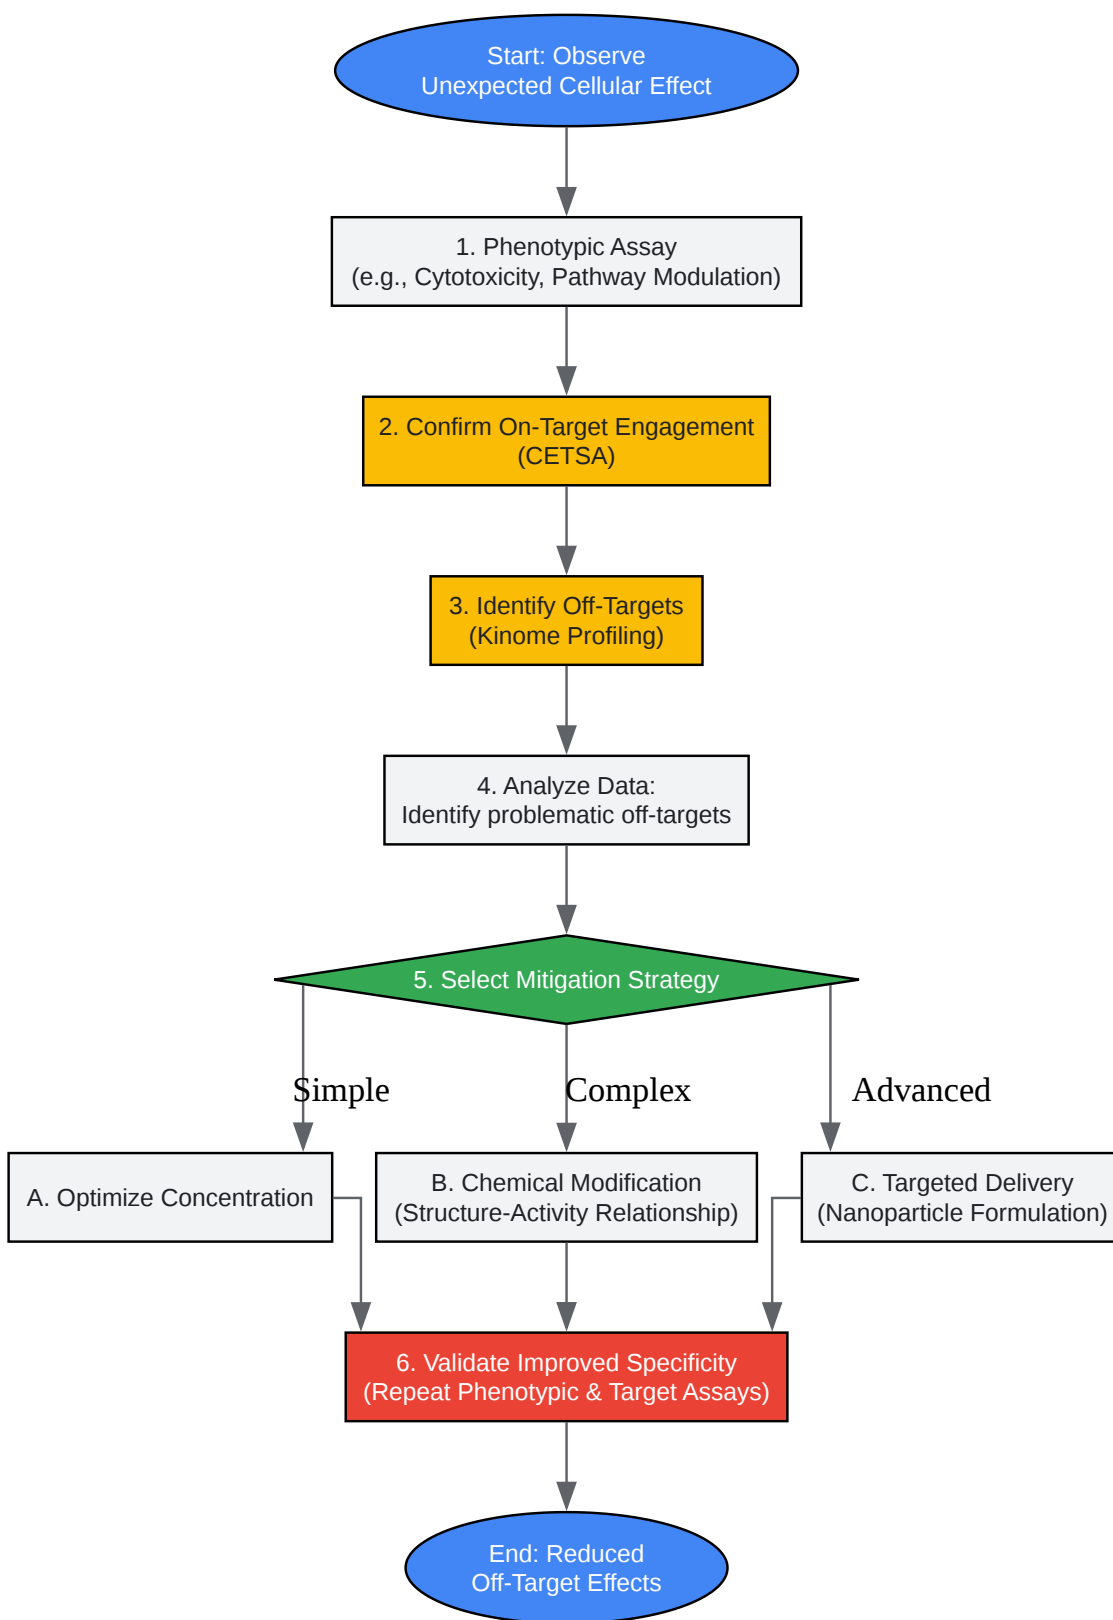 Start: Observe
Unexpected Cellular Effect
1. Phenotypic Assay
(e.g., Cytotoxicity, Pathway Modulation)
2. Confirm On-Target Engagement
(CETSA)
3. Identify Off-Targets
(Kinome Profiling)
4. Analyze Data:
Identify problematic off-targets
5. Select Mitigation Strategy
Simple
Complex
Advanced
A. Optimize Concentration
B. Chemical Modification
(Structure-Activity Relationship)
C. Targeted Delivery
(Nanoparticle Formulation)
6. Validate Improved Specificity
(Repeat Phenotypic & Target Assays)
End: Reduced
Off-Target Effects